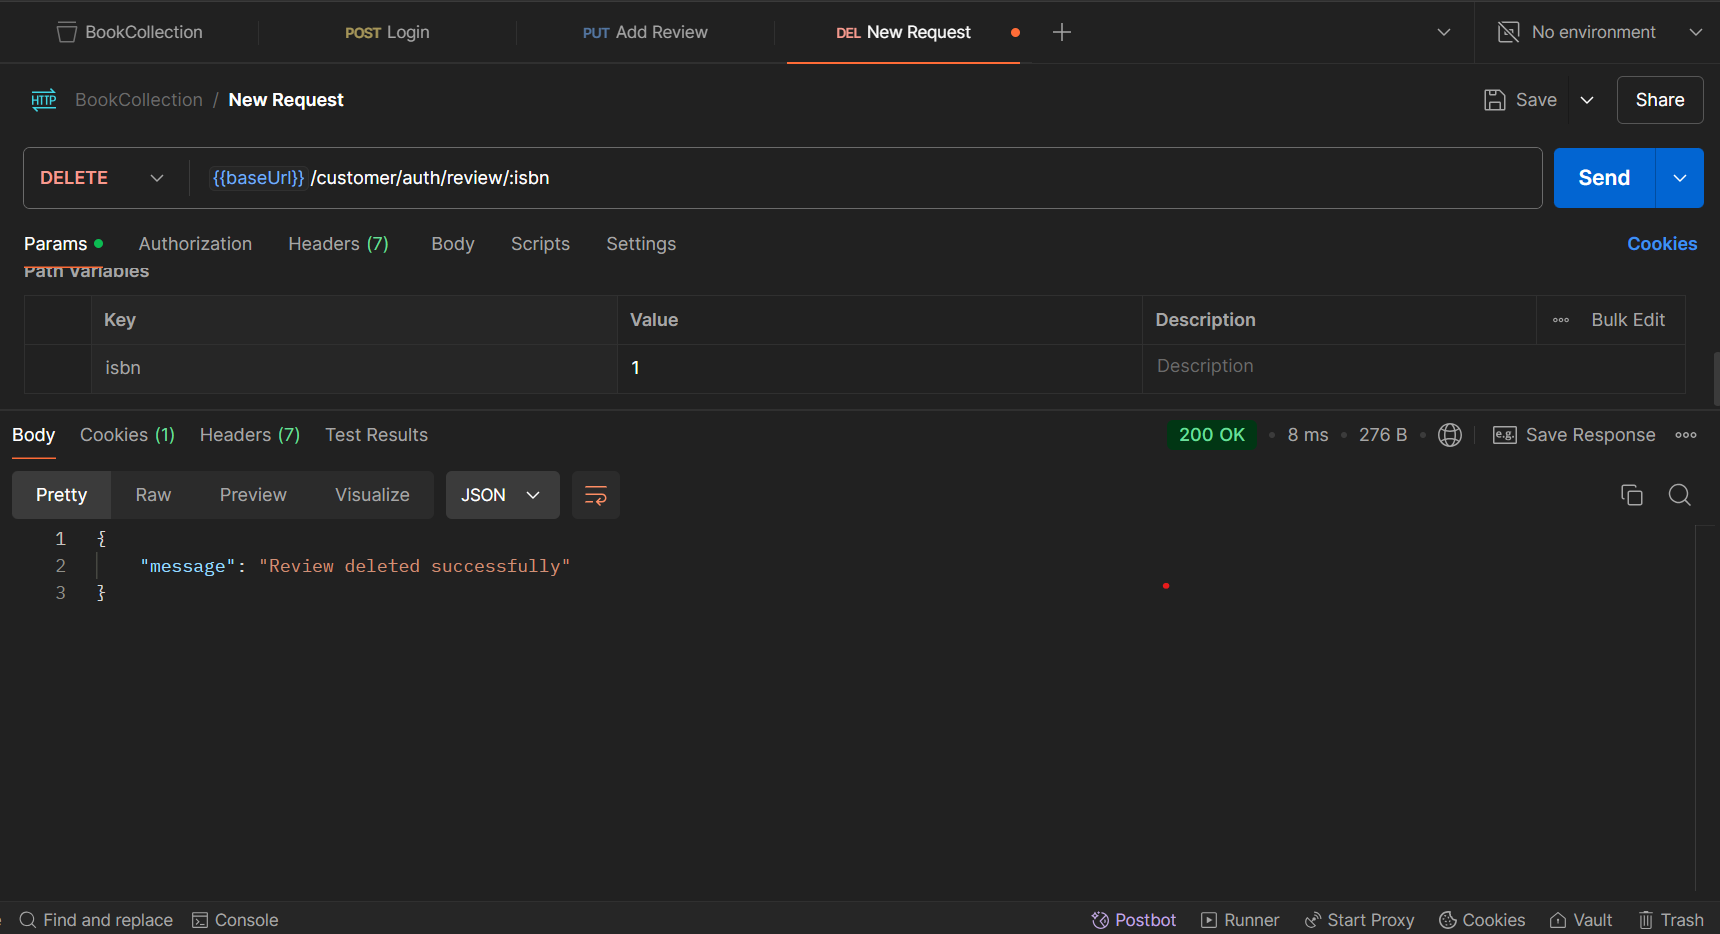 BookCollection POST Login PUT Add Review DEL New Request No environment
HTTP BookCollection / New Request Save Share
DELETE {{baseUrl}} /customer/auth/review/:isbn Send
Params Authorization Headers (7) Body Scripts Settings Cookies
Path Variables
Key Value Description Bulk Edit
isbn 1 Description
Body Cookies (1) Headers (7) Test Results 200 OK 8 ms 276 B e.g. Save Response
Pretty Raw Preview Visualize JSON
1 {
2 "message": "Review deleted successfully"
3 }
Find and replace Console Postbot Runner Start Proxy Cookies Vault Trash